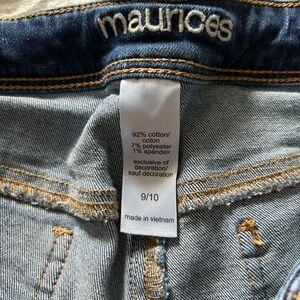 maurices
92% cotton/
coton
7% polyester
1% spandex
exclusive of
decoration/
sauf décoration
9/10
made in vietnam